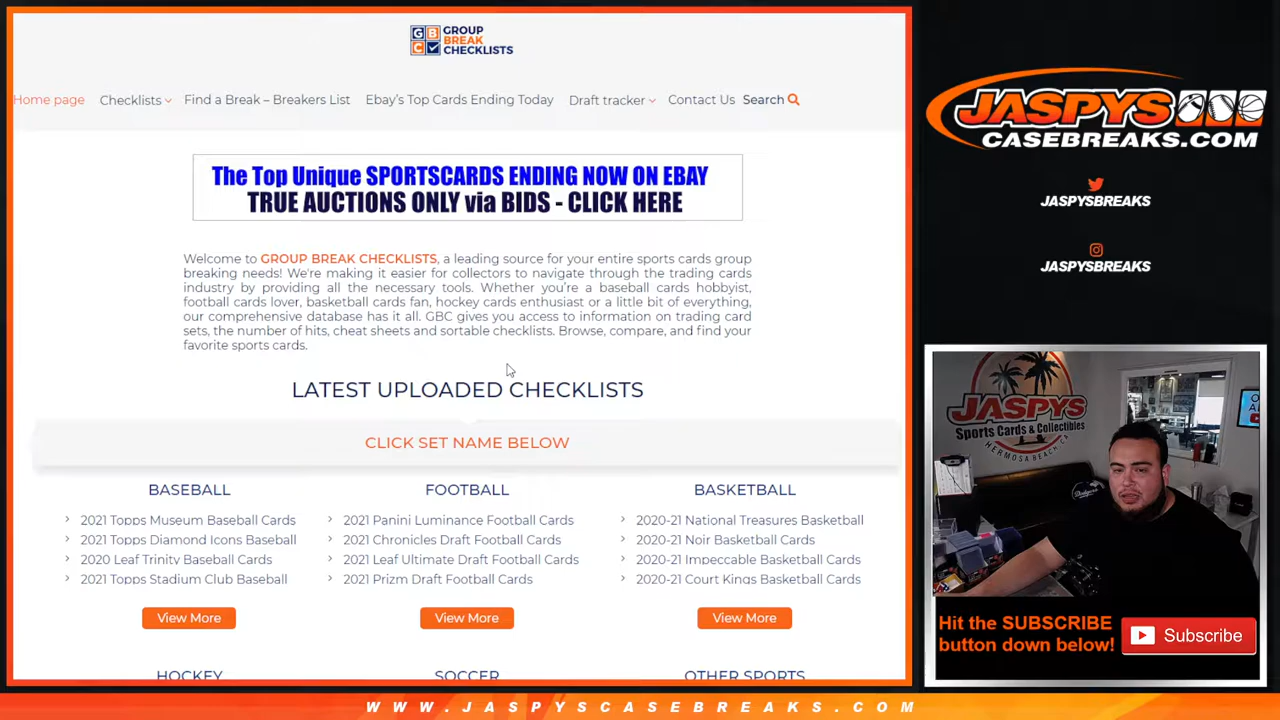 GBC
GROUP
BREAK
CHECKLISTS
Home page
Checklists
Find a Break – Breakers List
Ebay's Top Cards Ending Today
Draft tracker
Contact Us
Search
The Top Unique SPORTSCARDS ENDING NOW ON EBAY
TRUE AUCTIONS ONLY via BIDS - CLICK HERE
Welcome to GROUP BREAK CHECKLISTS, a leading source for your entire sports cards group
breaking needs! We're making it easier for collectors to navigate through the trading cards
industry by providing all the necessary tools. Whether you're a baseball cards hobbyist,
football cards lover, basketball cards fan, hockey cards enthusiast or a little bit of everything,
our comprehensive database has it all. GBC gives you access to information on trading card
sets, the number of hits, cheat sheets and sortable checklists. Browse, compare, and find your
favorite sports cards.
LATEST UPLOADED CHECKLISTS
CLICK SET NAME BELOW
BASEBALL
2021 Topps Museum Baseball Cards
2021 Topps Diamond Icons Baseball
2020 Leaf Trinity Baseball Cards
2021 Topps Stadium Club Baseball
View More
FOOTBALL
2021 Panini Luminance Football Cards
2021 Chronicles Draft Football Cards
2021 Leaf Ultimate Draft Football Cards
2021 Prizm Draft Football Cards
View More
BASKETBALL
2020-21 National Treasures Basketball
2020-21 Noir Basketball Cards
2020-21 Impeccable Basketball Cards
2020-21 Court Kings Basketball Cards
View More
HOCKEY
SOCCER
OTHER SPORTS
JASPYS
CASEBREAKS.COM
JASPYSBREAKS
JASPYSBREAKS
JASPYS
Sports Cards & Collectibles
HERMOSA BEACH, CA
Dodgers
Hit the SUBSCRIBE
button down below!
Subscribe
WWW.JASPYSCASEBREAKS.COM